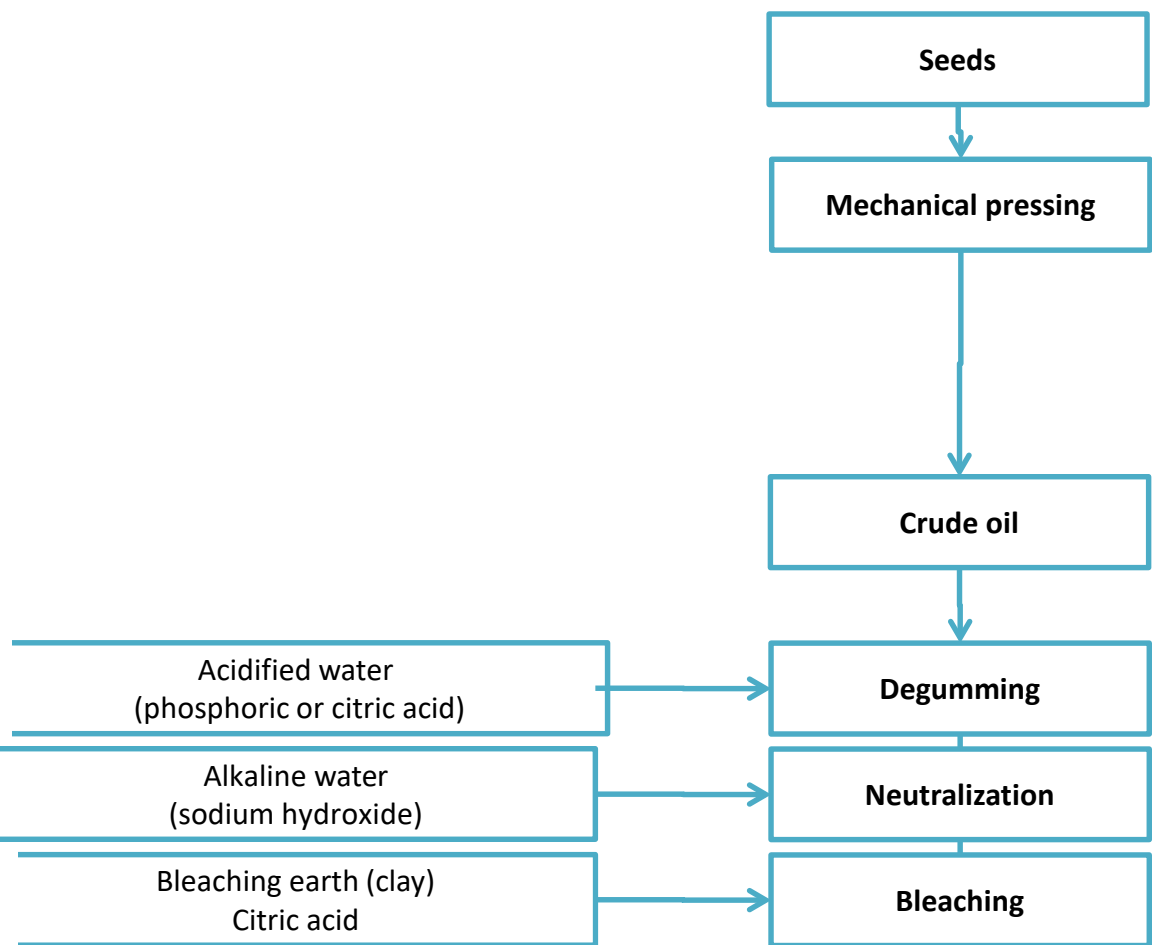 Seeds
Mechanical pressing
Crude oil
Acidified water
(phosphoric or citric acid)
Degumming
Alkaline water
(sodium hydroxide)
Neutralization
Bleaching earth (clay)
Citric acid
Bleaching